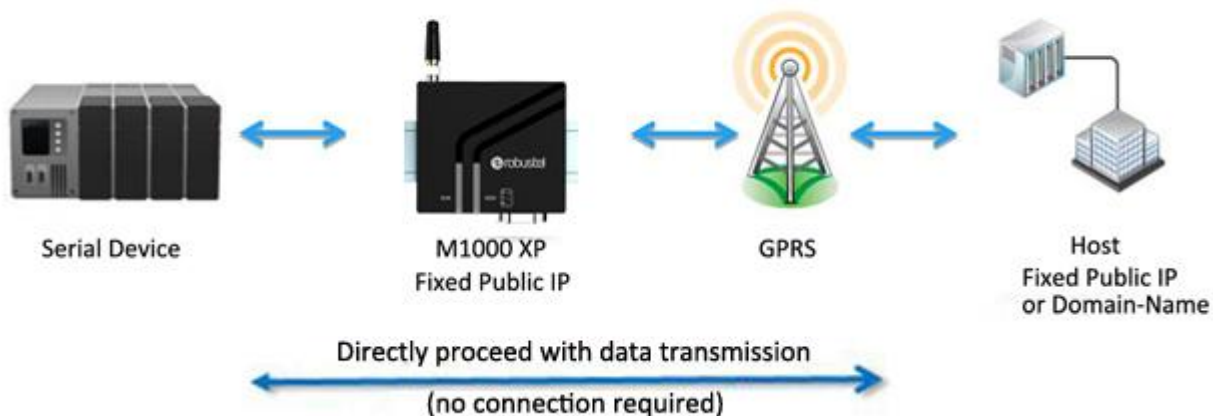 robustel
Serial Device
M1000 XP
Fixed Public IP
GPRS
Host
Fixed Public IP
or Domain-Name
Directly proceed with data transmission
(no connection required)